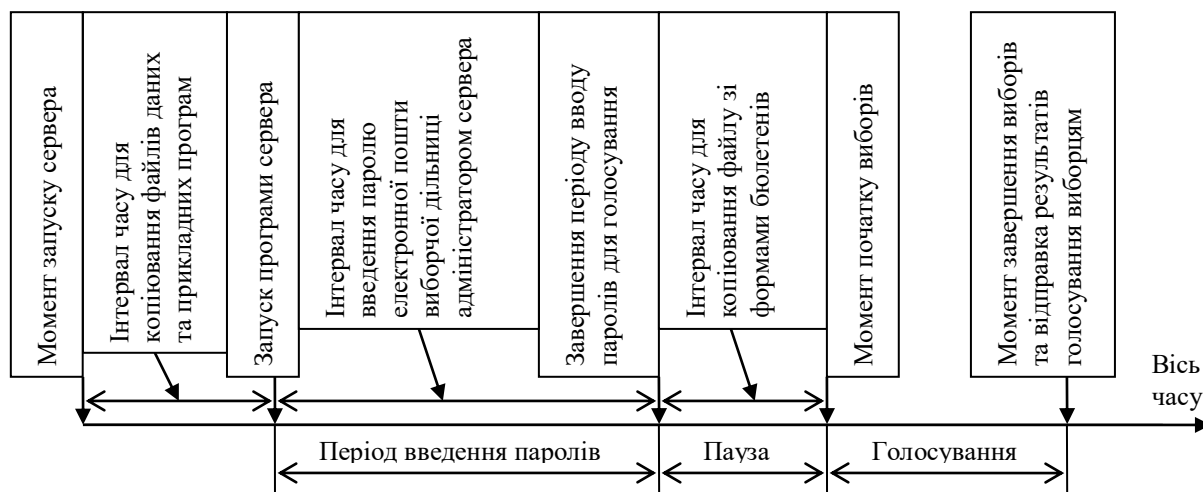 Момент запуску сервера
Інтервал часу для
копіювання файлів даних
та прикладних програм
Запуск програми сервера
Інтервал часу для
введення паролю
електронної пошти
виборчої дільниці
адміністратором сервера
Завершення періоду вводу
паролів для голосування
Інтервал часу для
копіювання файлу зі
формами бюлетенів
Момент початку виборів
Момент завершення виборів
та відправка результатів
голосування виборцям
Вісь
часу
Період введення паролів
Пауза
Голосування